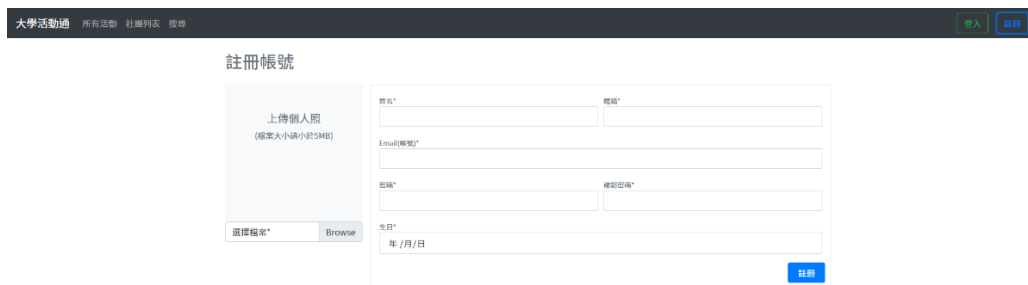 大學活動通 所有活動 社團列表 搜尋 登入 註冊
註冊帳號
上傳個人照
(檔案大小請小於5MB)
選擇檔案* Browse
姓名* 暱稱*
Email(帳號)*
密碼* 確認密碼*
生日*
年 /月/日
註冊